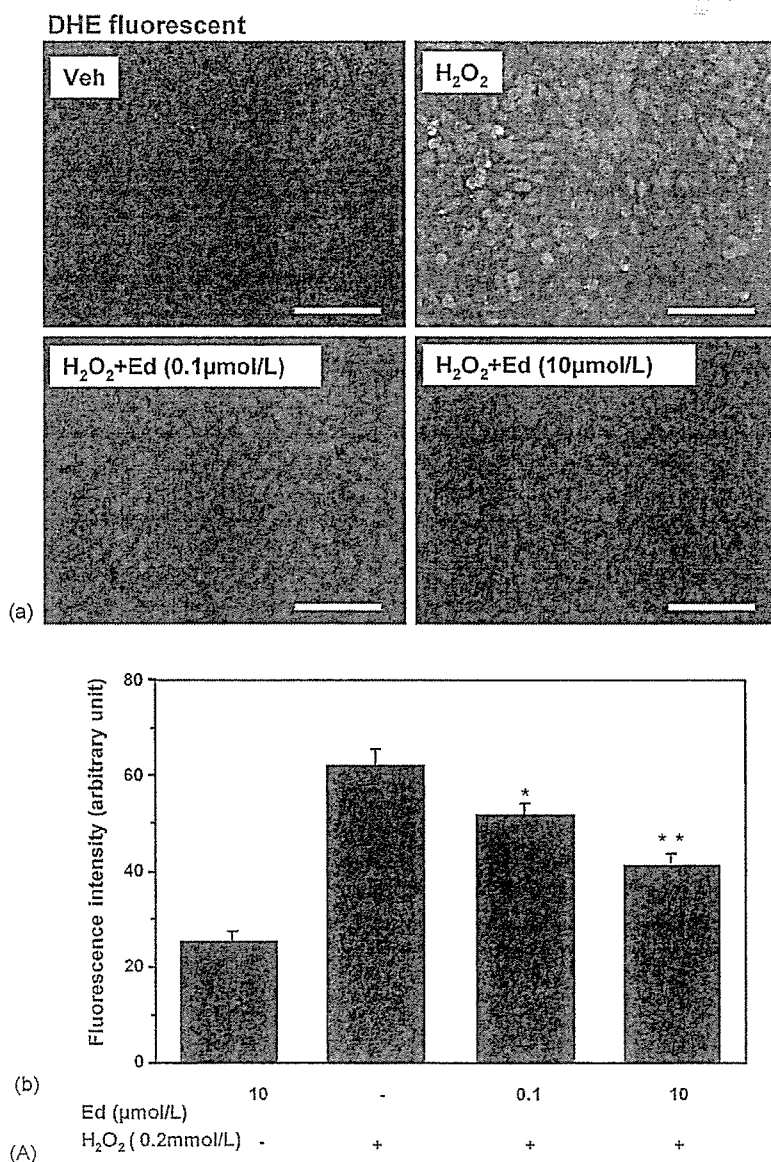 DHE fluorescent
Veh
H₂O₂
H₂O₂+Ed (0.1μmol/L)
H₂O₂+Ed (10μmol/L)
(a)
Fluorescence intensity (arbitrary unit)
80
60
40
20
0
*
* *
(b)
10 - 0.1 10
Ed (μmol/L)
H₂O₂ ( 0.2mmol/L) - + + +
(A)